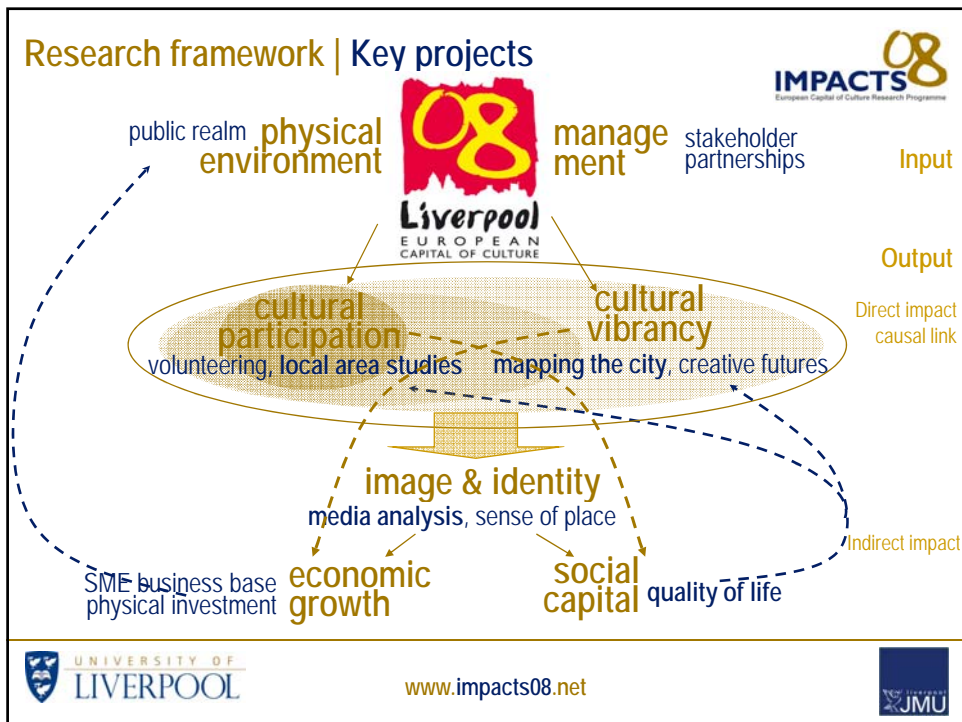 Research framework | Key projects
IMPACTS 08
European Capital of Culture Research Programme
public realm
physical
environment
08
Liverpool
EUROPEAN
CAPITAL OF CULTURE
manage
ment
stakeholder
partnerships
Input
Output
cultural
participation
cultural
vibrancy
Direct impact
causal link
volunteering, local area studies
mapping the city, creative futures
image & identity
media analysis, sense of place
Indirect impact
SME business base
physical investment
economic
growth
social
capital
quality of life
UNIVERSITY OF
LIVERPOOL
www.impacts08.net
liverpool
JMU